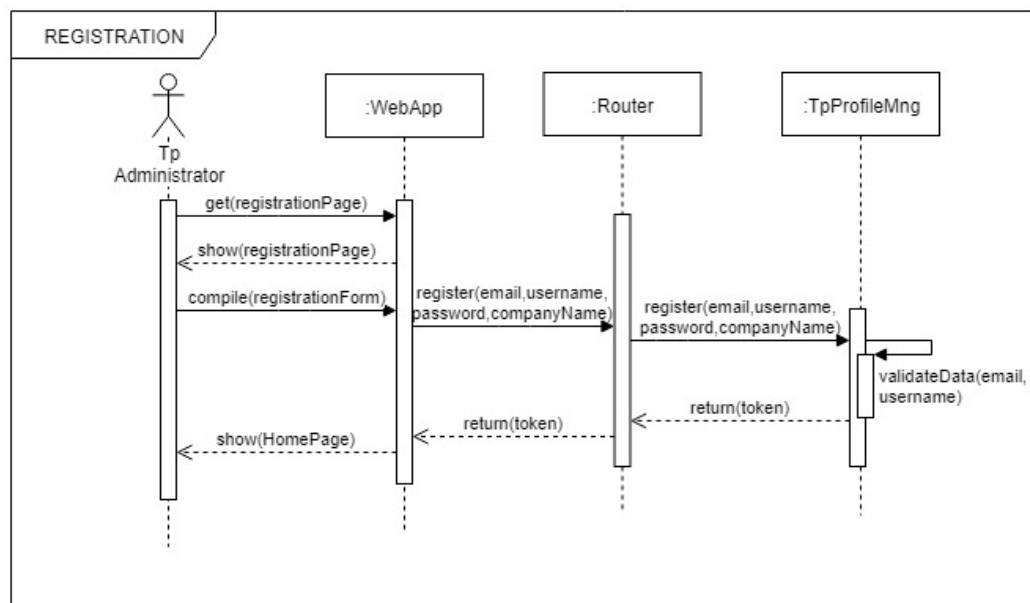 REGISTRATION
:WebApp
:Router
:TpProfileMng
Tp
Administrator
get(registrationPage)
show(registrationPage)
compile(registrationForm)
register(email,username,
password,companyName)
register(email,username,
password,companyName)
validateData(email,
username)
return(token)
return(token)
show(HomePage)